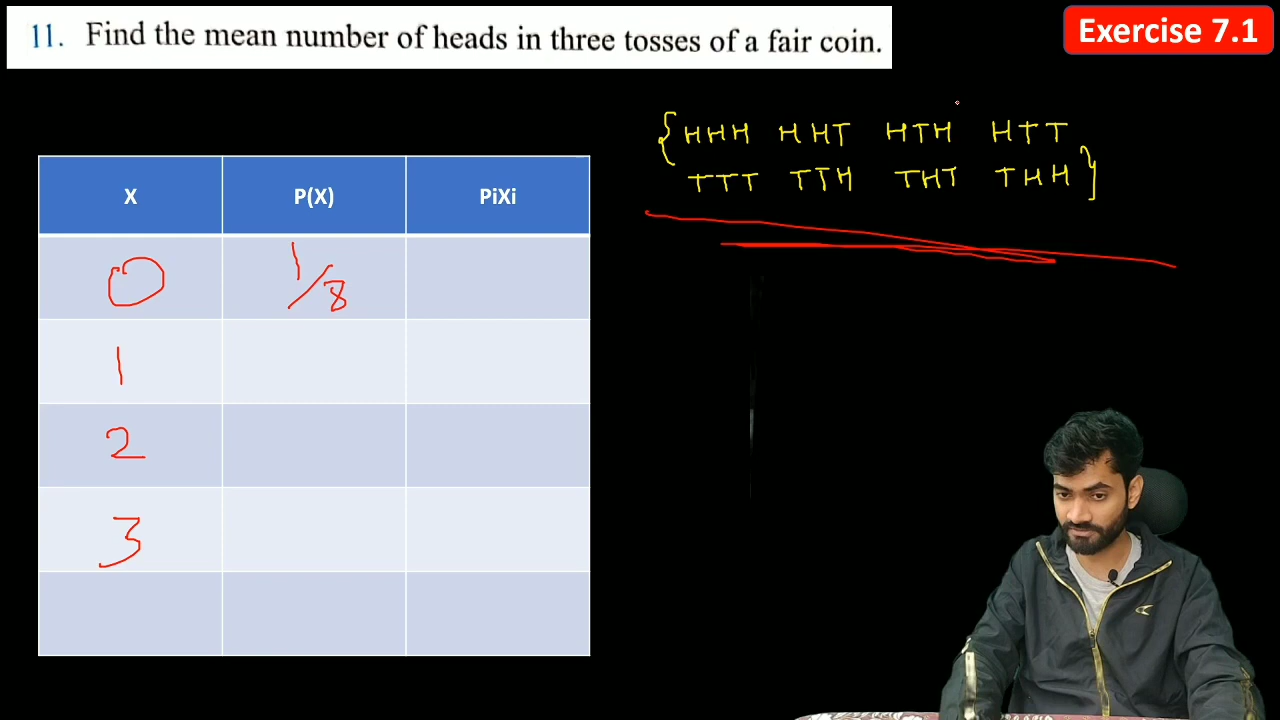 11. Find the mean number of heads in three tosses of a fair coin.
Exercise 7.1
{HHH HHT HTH HTT
TTT TTH THT THH}
X P(X) PiXi
0 1/8
1
2
3